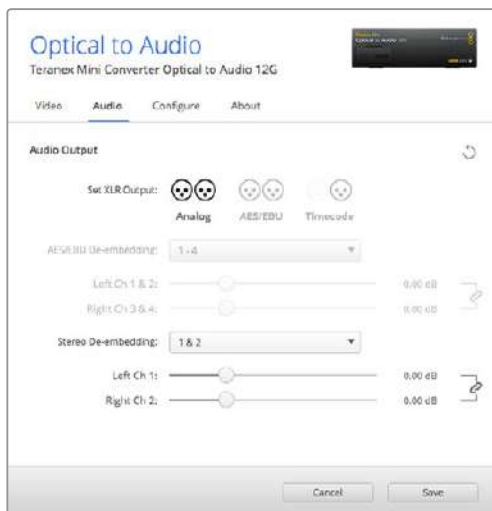 Optical to Audio
Teranex Mini Converter Optical to Audio 12G
Video Audio Configure About
Audio Output
Set XLR Output:
Analog AES/EBU Timecode
AES/EBU De-embedding: 1 - 4
Left Ch 1 & 2: 0.00 dB
Right Ch 3 & 4: 0.00 dB
Stereo De-embedding: 1 & 2
Left Ch 1: 0.00 dB
Right Ch 2: 0.00 dB
Cancel Save